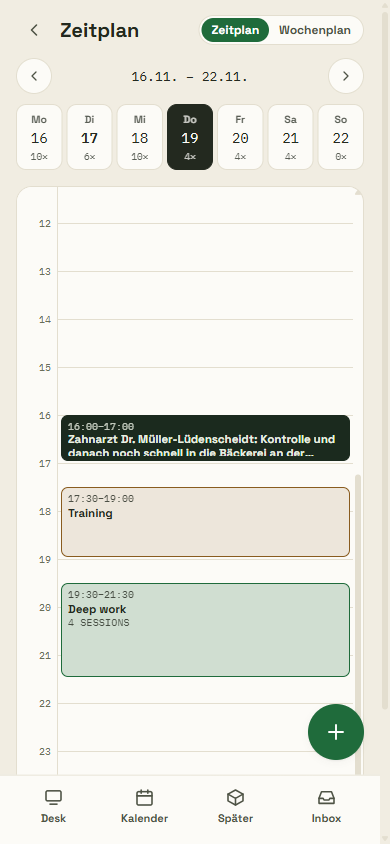 Zeitplan
Zeitplan Wochenplan
16.11. – 22.11.
Mo Di Mi Do Fr Sa So
16 17 18 19 20 21 22
10× 6× 10× 4× 4× 4× 0×
12
13
14
15
16
16:00–17:00
Zahnarzt Dr. Müller-Lüdenscheidt: Kontrolle und
danach noch schnell in die Bäckerei an der...
17
17:30–19:00
18
Training
19
19:30–21:30
20
Deep work
4 SESSIONS
21
22
23
Desk Kalender Später Inbox